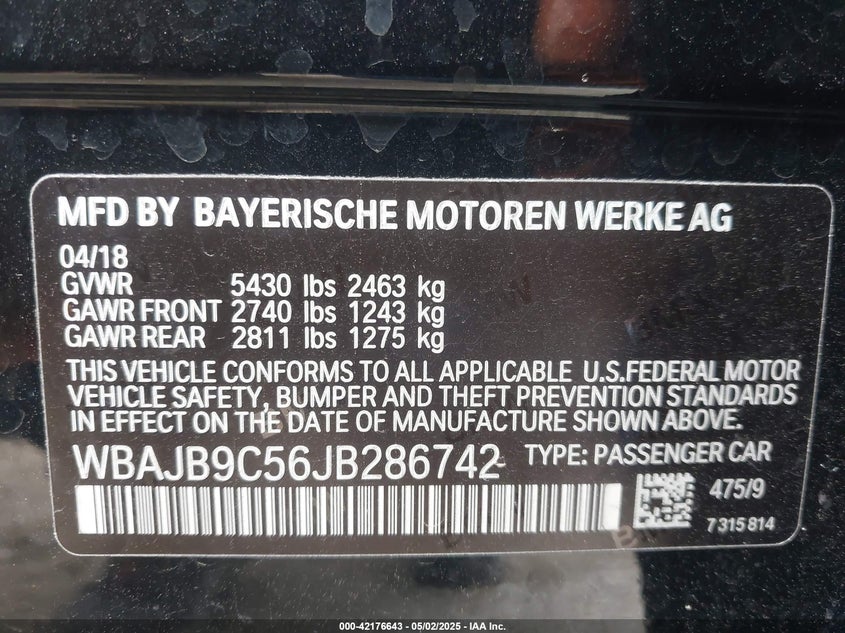 MFD BY BAYERISCHE MOTOREN WERKE AG
04/18
GVWR 5430 lbs 2463 kg
GAWR FRONT 2740 lbs 1243 kg
GAWR REAR 2811 lbs 1275 kg
THIS VEHICLE CONFORMS TO ALL APPLICABLE U.S.FEDERAL MOTOR
VEHICLE SAFETY, BUMPER AND THEFT PREVENTION STANDARDS
IN EFFECT ON THE DATE OF MANUFACTURE SHOWN ABOVE.
WBAJB9C56JB286742 TYPE: PASSENGER CAR
475/9
7 315 814
000-42176643 - 05/02/2025 - IAA Inc.